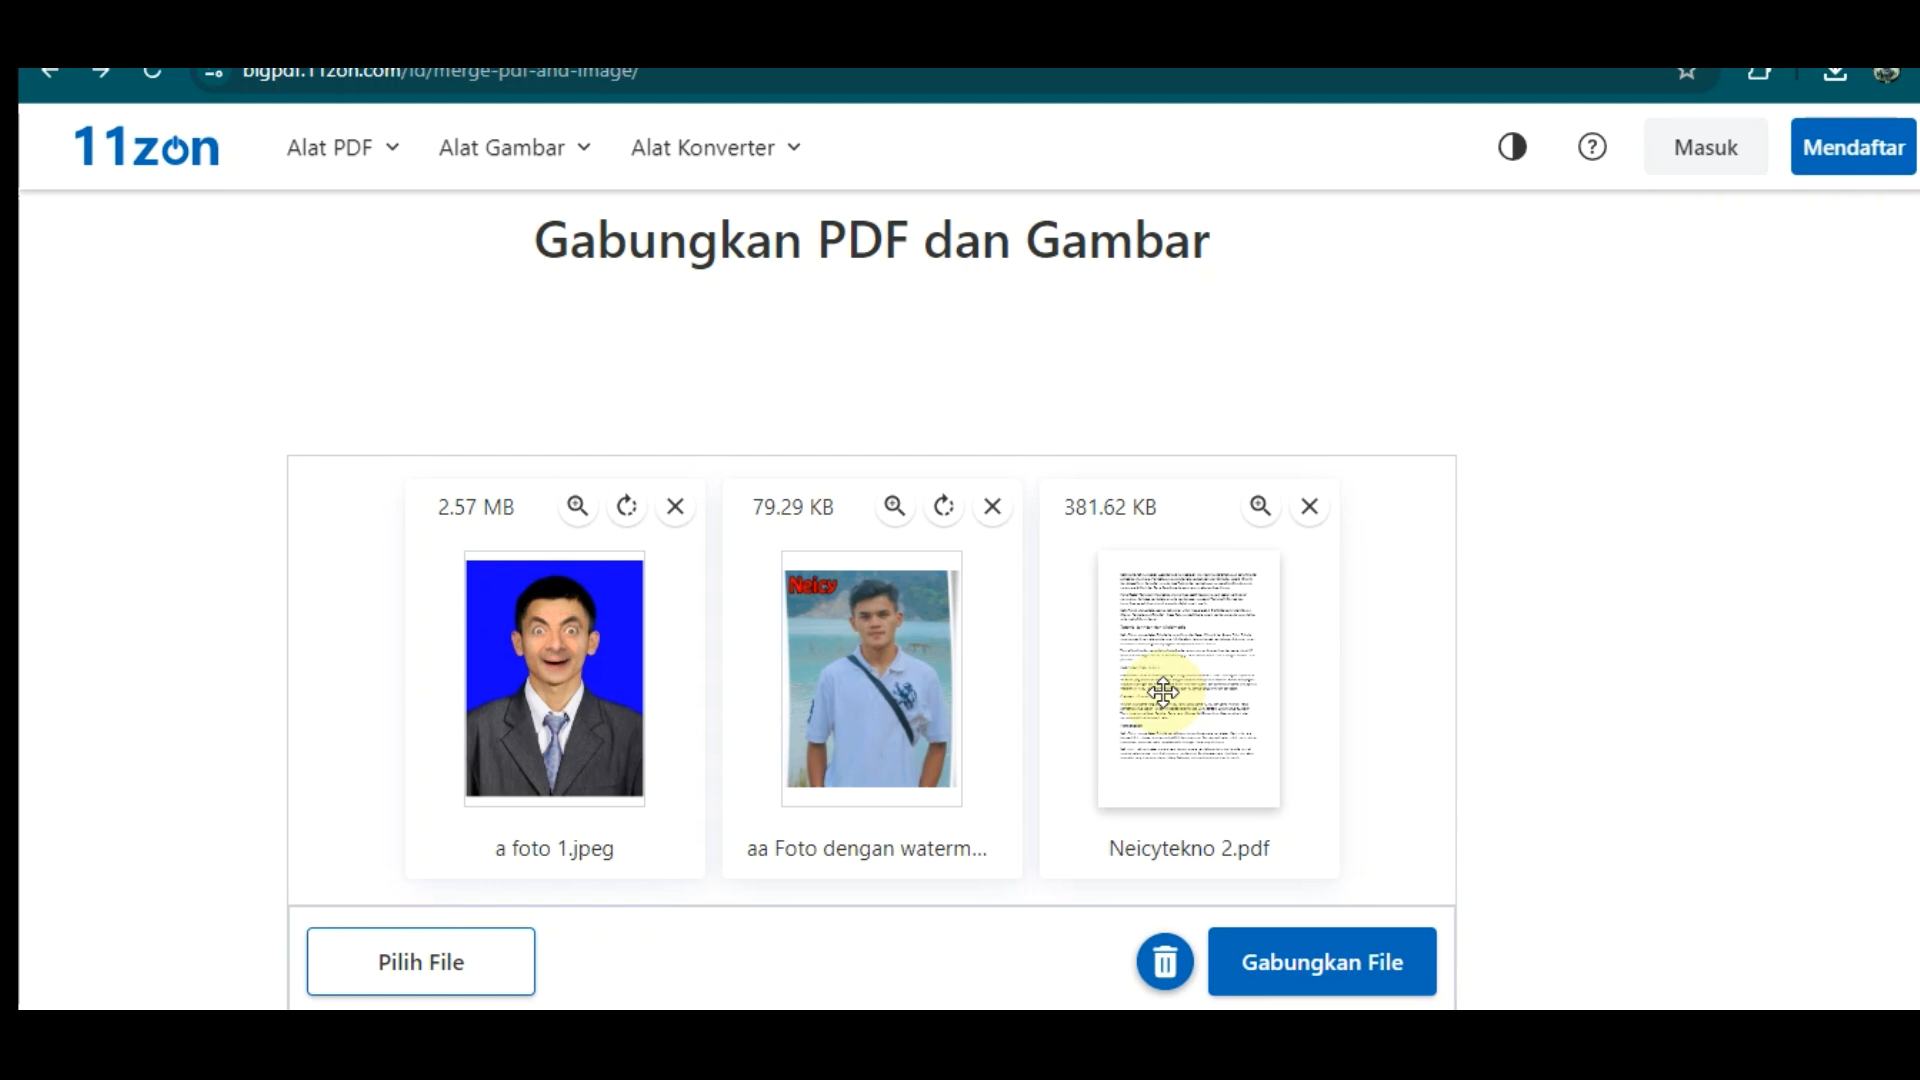 bigpdf.11zon.com/id/merge-pdf-and-image/
11zon
Alat PDF
Alat Gambar
Alat Konverter
Masuk
Mendaftar
Gabungkan PDF dan Gambar
2.57 MB
79.29 KB
381.62 KB
Neicy
a foto 1.jpeg
aa Foto dengan waterm...
Neicytekno 2.pdf
Pilih File
Gabungkan File